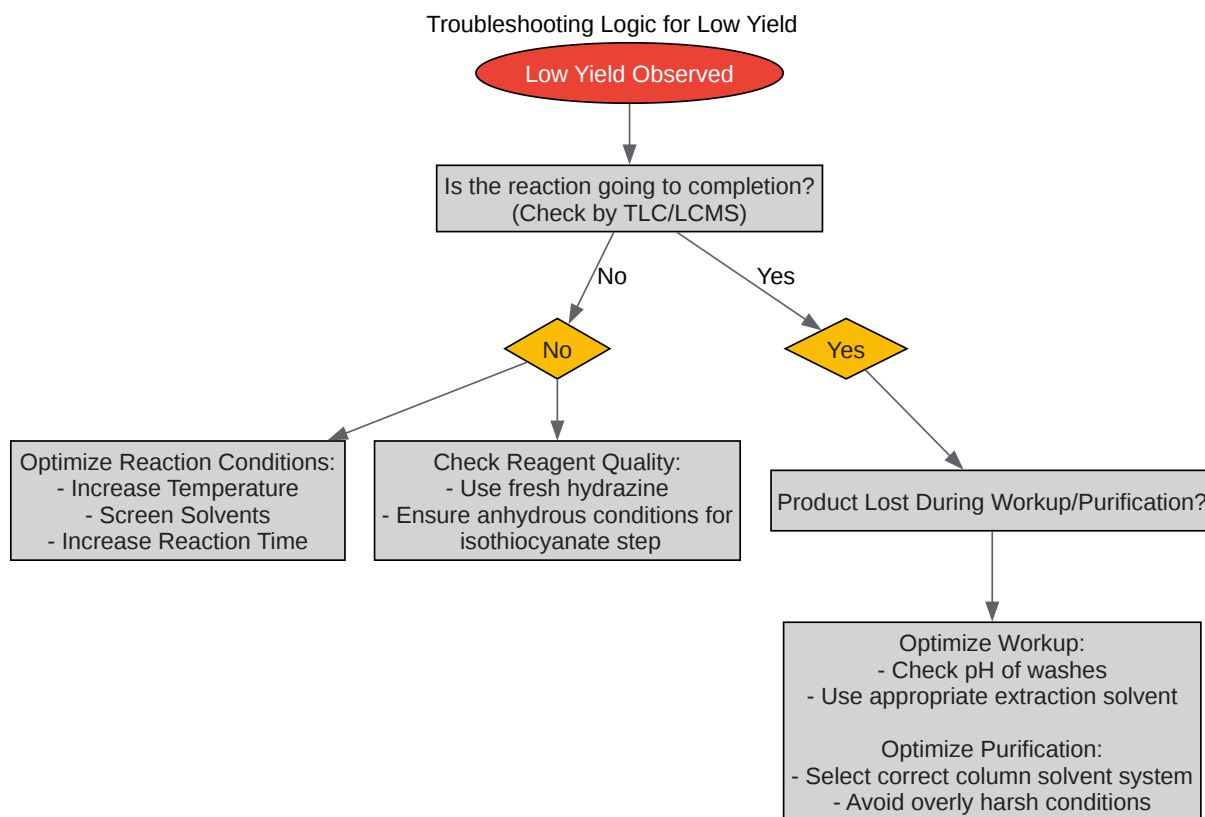 Troubleshooting Logic for Low Yield
Low Yield Observed
Is the reaction going to completion?
(Check by TLC/LCMS)
No
Yes
No
Yes
Optimize Reaction Conditions:
- Increase Temperature
- Screen Solvents
- Increase Reaction Time
Check Reagent Quality:
- Use fresh hydrazine
- Ensure anhydrous conditions for
isothiocyanate step
Product Lost During Workup/Purification?
Optimize Workup:
- Check pH of washes
- Use appropriate extraction solvent
Optimize Purification:
- Select correct column solvent system
- Avoid overly harsh conditions